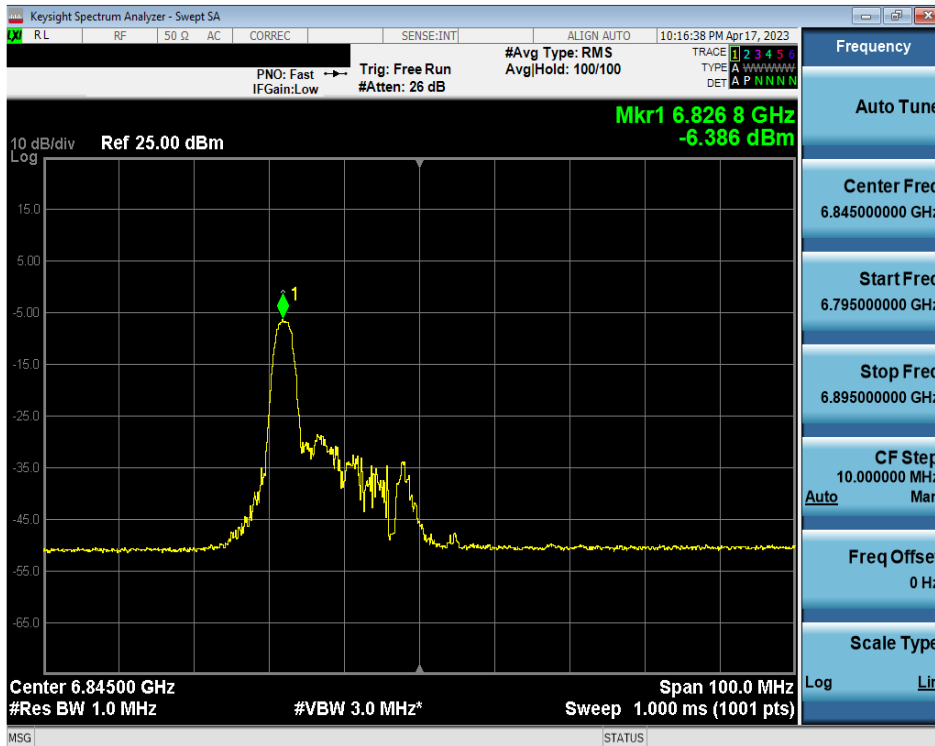 Keysight Spectrum Analyzer - Swept SA
LXI RL RF 50 Ω AC CORREC SENSE:INT ALIGN AUTO 10:16:38 PM Apr 17, 2023
#Avg Type: RMS TRACE 1 2 3 4 5 6
PNO: Fast Trig: Free Run Avg|Hold: 100/100 TYPE A WWWWW
IFGain:Low #Atten: 26 dB DET A P N N N N
Mkr1 6.826 8 GHz
-6.386 dBm
10 dB/div Ref 25.00 dBm
Log
15.0
5.00
1
-5.00
-15.0
-25.0
-35.0
-45.0
-55.0
-65.0
Center 6.84500 GHz Span 100.0 MHz
#Res BW 1.0 MHz #VBW 3.0 MHz* Sweep 1.000 ms (1001 pts)
MSG STATUS
Frequency
Auto Tune
Center Freq
6.845000000 GHz
Start Freq
6.795000000 GHz
Stop Freq
6.895000000 GHz
CF Step
10.000000 MHz
Auto Man
Freq Offset
0 Hz
Scale Type
Log Lin